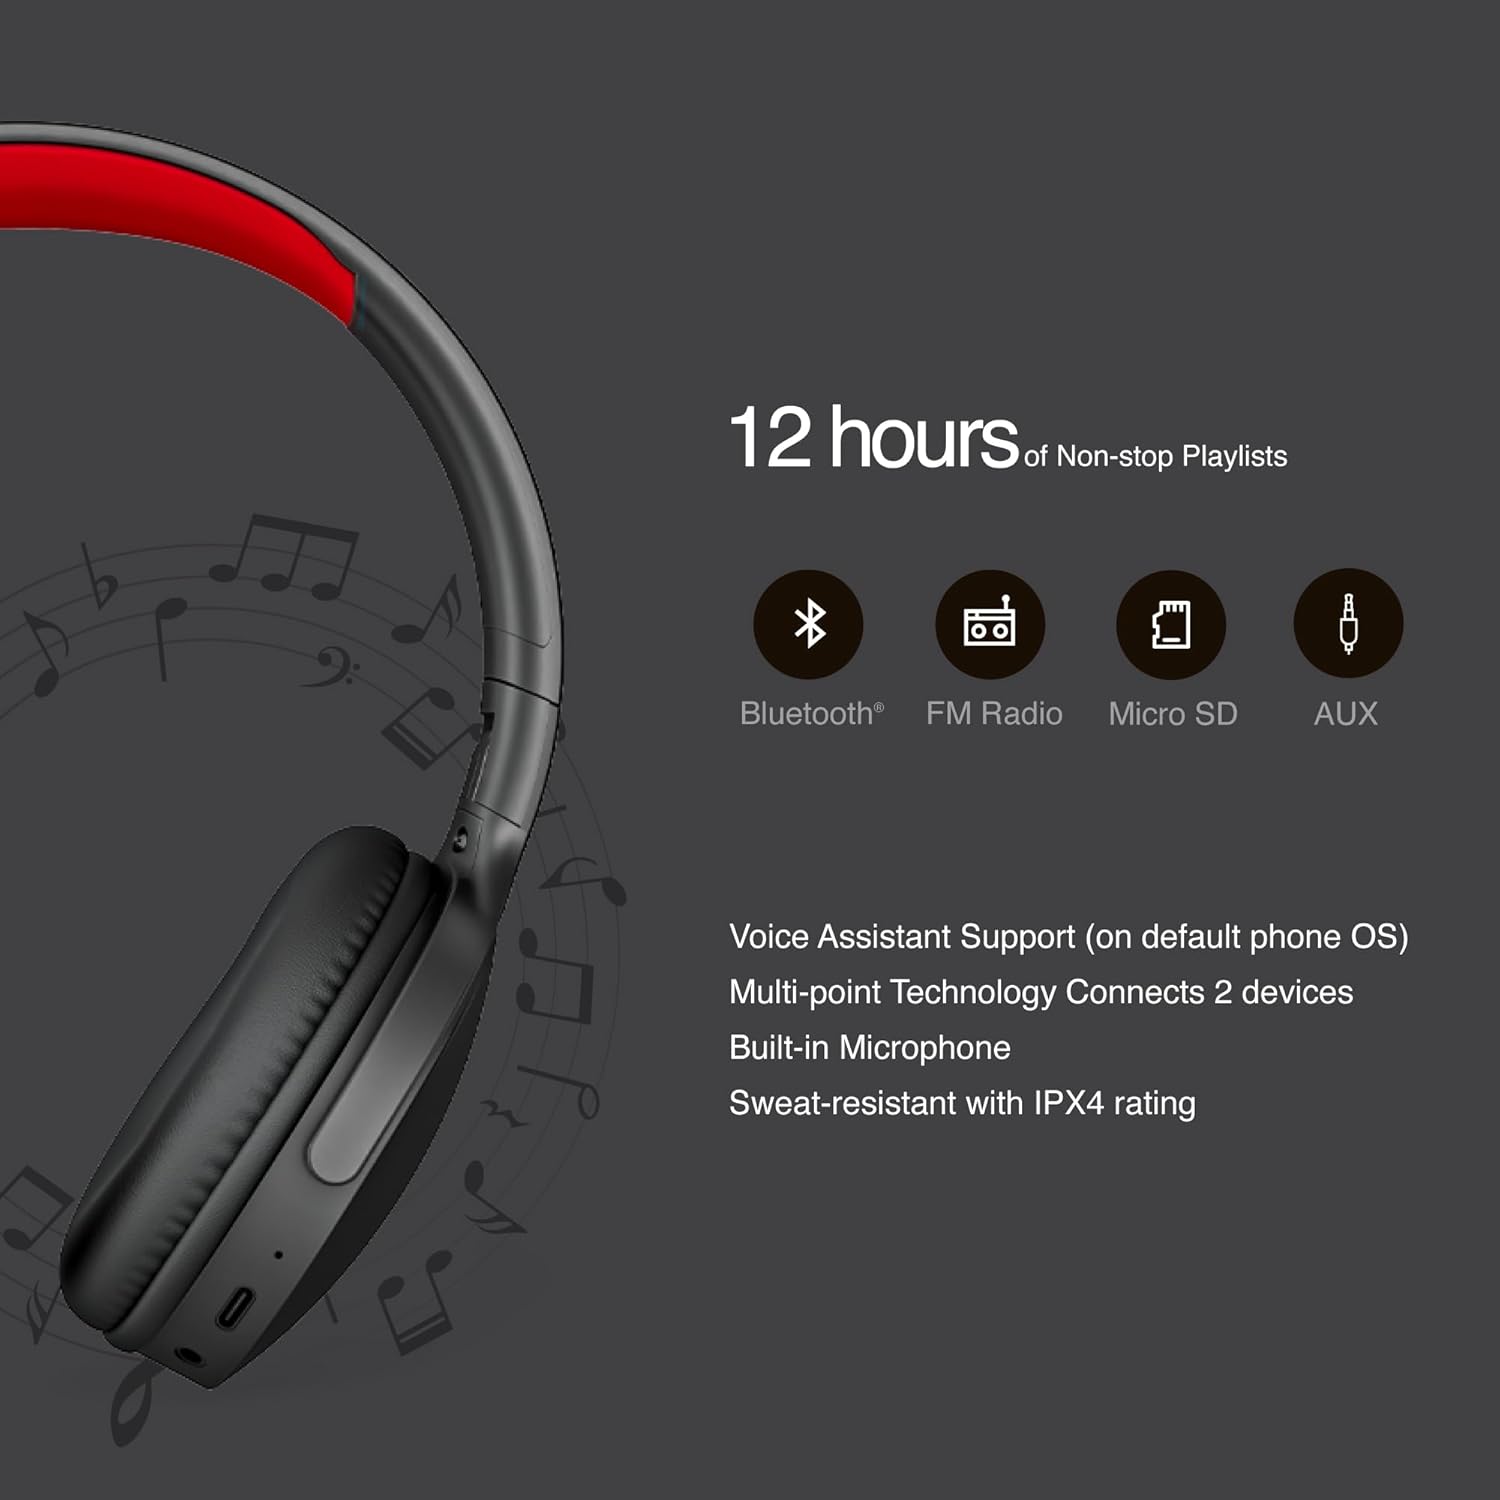 12 hours of Non-stop Playlists
Bluetooth® FM Radio Micro SD AUX
Voice Assistant Support (on default phone OS)
Multi-point Technology Connects 2 devices
Built-in Microphone
Sweat-resistant with IPX4 rating